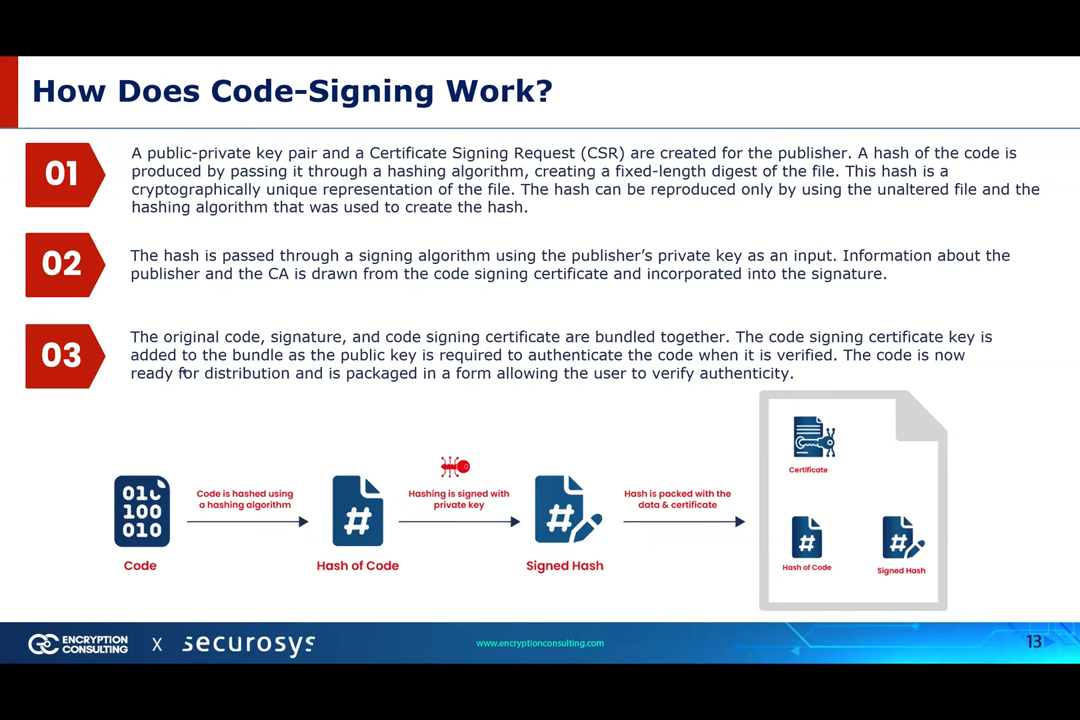 How Does Code-Signing Work?
01
A public-private key pair and a Certificate Signing Request (CSR) are created for the publisher. A hash of the code is
produced by passing it through a hashing algorithm, creating a fixed-length digest of the file. This hash is a
cryptographically unique representation of the file. The hash can be reproduced only by using the unaltered file and the
hashing algorithm that was used to create the hash.
02
The hash is passed through a signing algorithm using the publisher's private key as an input. Information about the
publisher and the CA is drawn from the code signing certificate and incorporated into the signature.
03
The original code, signature, and code signing certificate are bundled together. The code signing certificate key is
added to the bundle as the public key is required to authenticate the code when it is verified. The code is now
ready for distribution and is packaged in a form allowing the user to verify authenticity.
010
100
010
Code
Code is hashed using
a hashing algorithm
#
Hash of Code
Hashing is signed with
private key
#
Signed Hash
Hash is packed with the
data & certificate
Certificate
#
Hash of Code
#
Signed Hash
ENCRYPTION
CONSULTING
X
securosys
www.encryptionconsulting.com
13